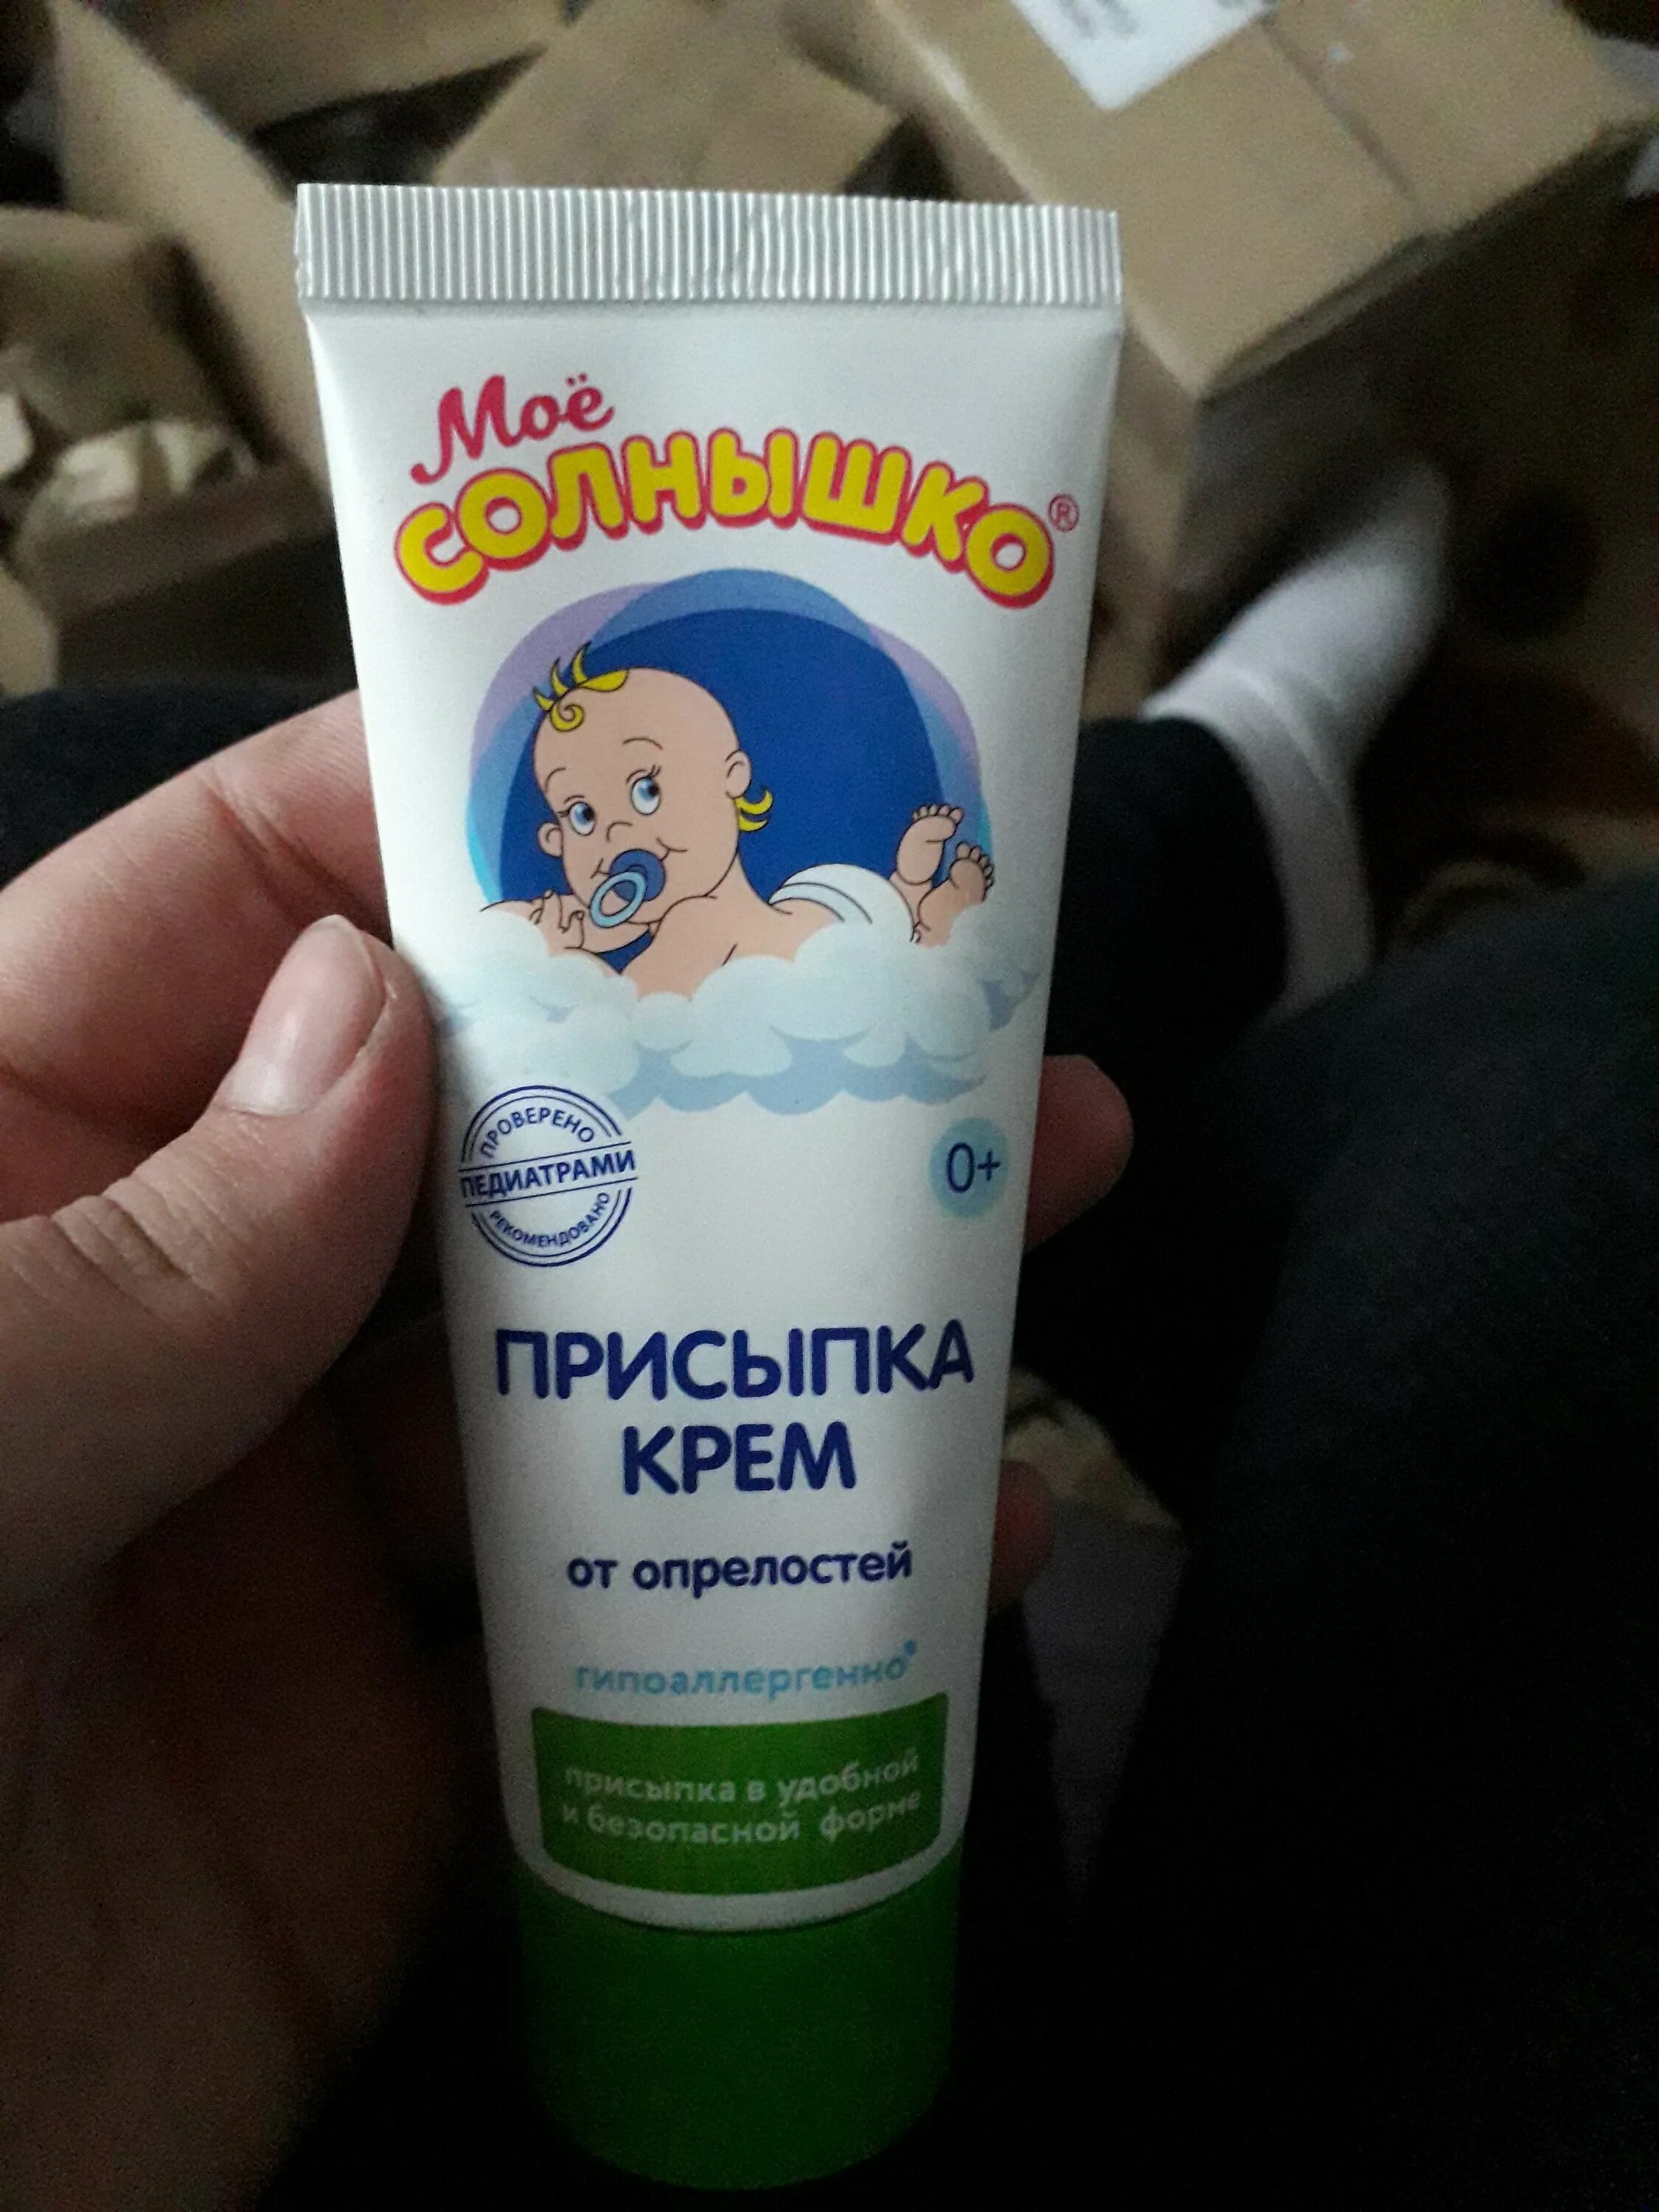 Моё
СОЛНЫШКО®
ПРОВЕРЕНО
ПЕДИАТРАМИ
РЕКОМЕНДОВАНО
0+
ПРИСЫПКА
КРЕМ
от опрелостей
гипоаллергенно*
присыпка в удобной
и безопасной форме